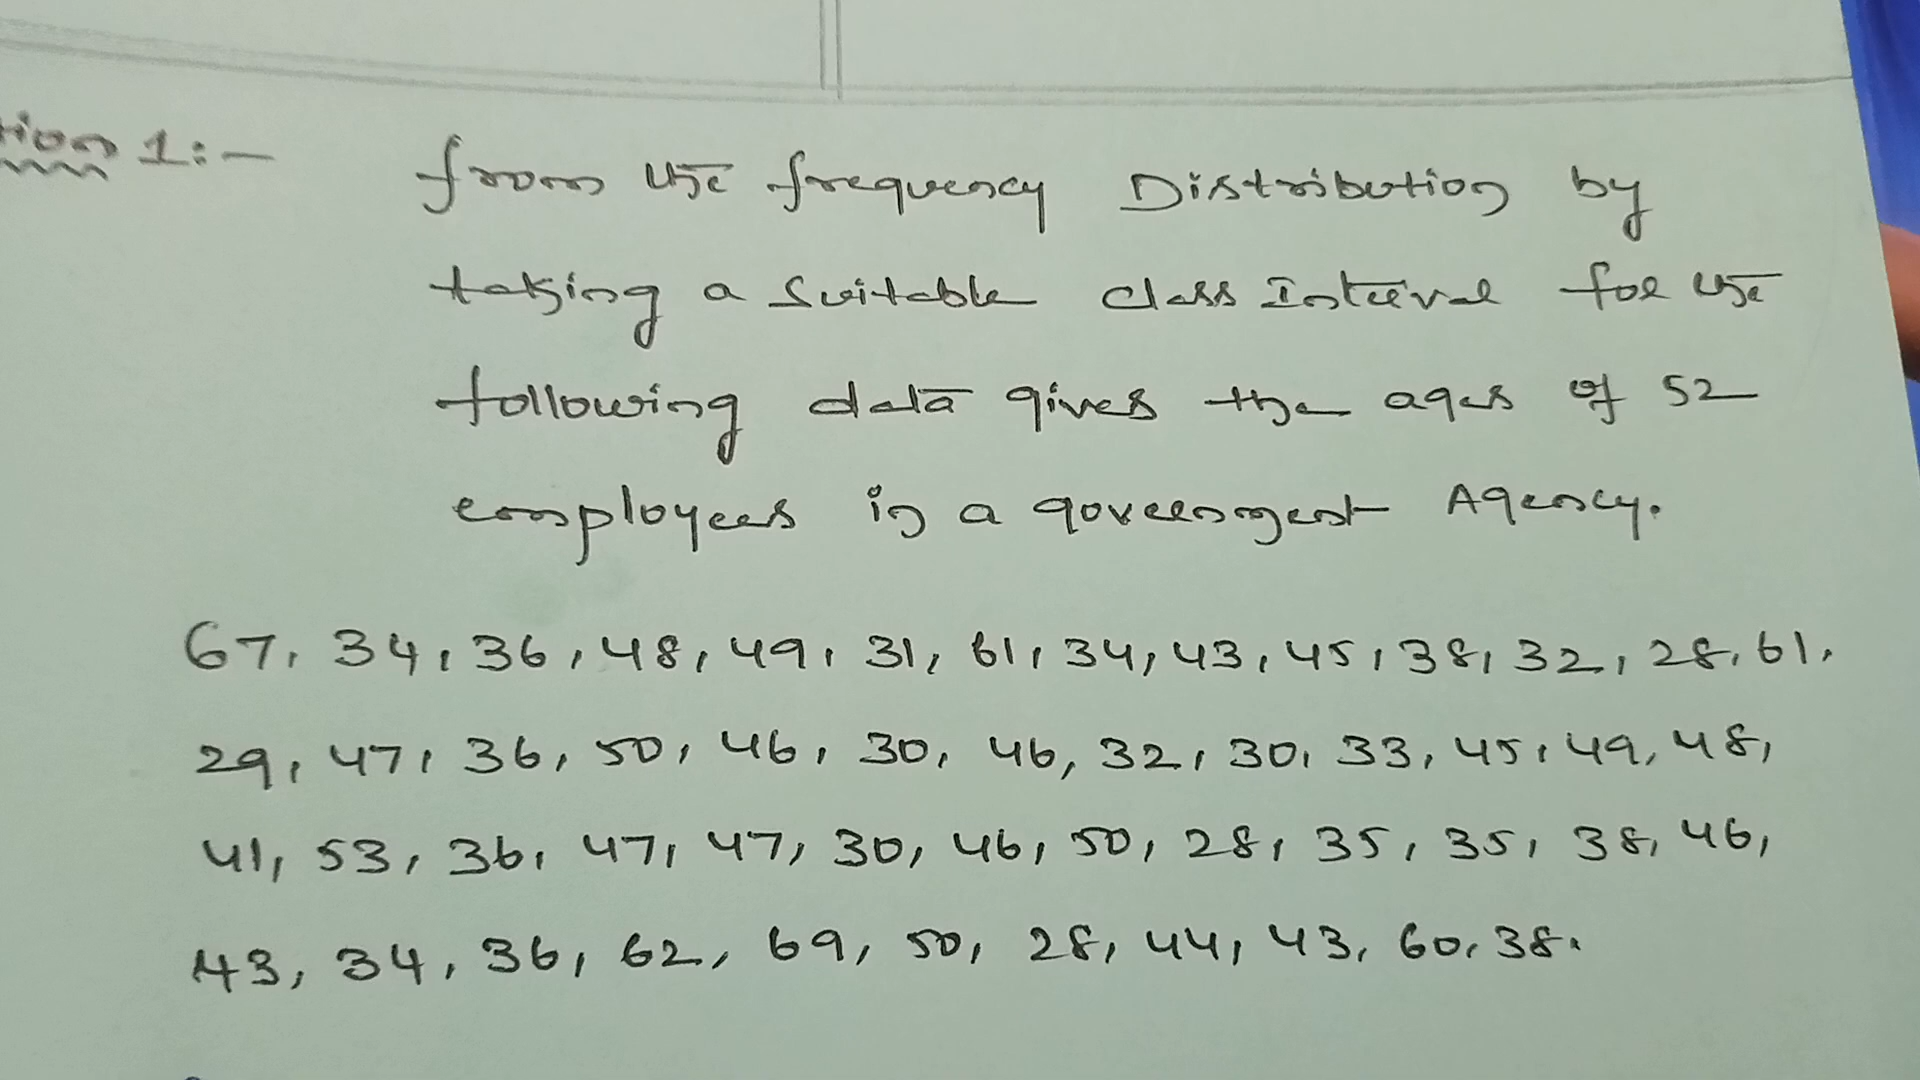 tion 1:-
from the frequency Distribution by
taking a suitable class Interval for the
following data gives the ages of 52
employees in a government Agency.
67, 34, 36, 48, 49, 31, 61, 34, 43, 45, 38, 32, 28, 61,
29, 47, 36, 50, 46, 30, 46, 32, 30, 33, 45, 49, 48,
41, 53, 36, 47, 47, 30, 46, 50, 28, 35, 35, 38, 46,
43, 34, 36, 62, 69, 50, 28, 44, 43, 60, 38.